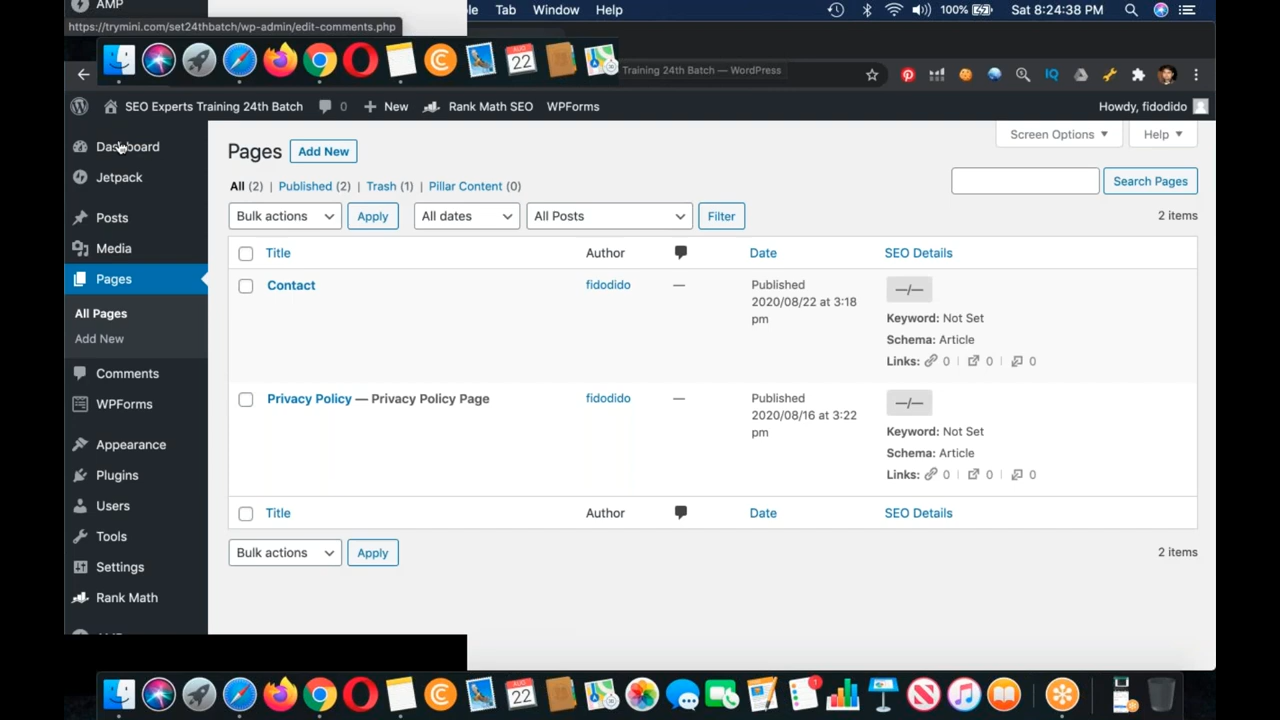 AMP
le Tab Window Help 100% Sat 8:24:38 PM
https://trymini.com/set24thbatch/wp-admin/edit-comments.php
AUG
22
Training 24th Batch — WordPress
IQ
SEO Experts Training 24th Batch 0 New Rank Math SEO WPForms Howdy, fidodido
Dashboard
Jetpack
Posts
Media
Pages
All Pages
Add New
Comments
WPForms
Appearance
Plugins
Users
Tools
Settings
Rank Math
Screen Options Help
Pages Add New
All (2) | Published (2) | Trash (1) | Pillar Content (0)
Search Pages
Bulk actions Apply All dates All Posts Filter 2 items
Title Author Date SEO Details
Contact fidodido — Published
2020/08/22 at 3:18
pm
—/—
Keyword: Not Set
Schema: Article
Links: 0 | 0 | 0
Privacy Policy — Privacy Policy Page fidodido — Published
2020/08/16 at 3:22
pm
—/—
Keyword: Not Set
Schema: Article
Links: 0 | 0 | 0
Title Author Date SEO Details
Bulk actions Apply 2 items
AUG
22
1